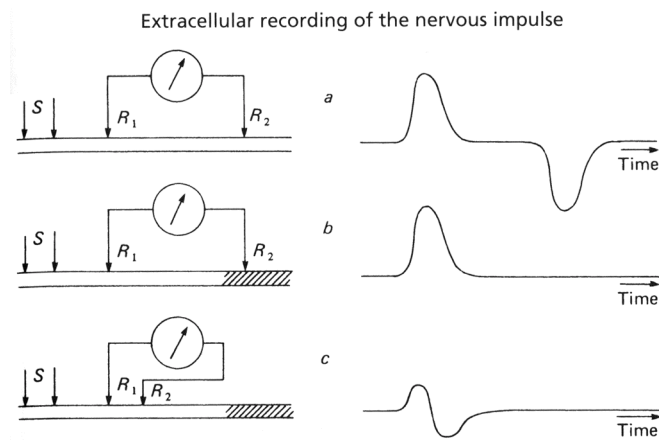 Extracellular recording of the nervous impulse
S
R1
R2
a
Time
S
R1
R2
b
Time
S
R1
R2
c
Time